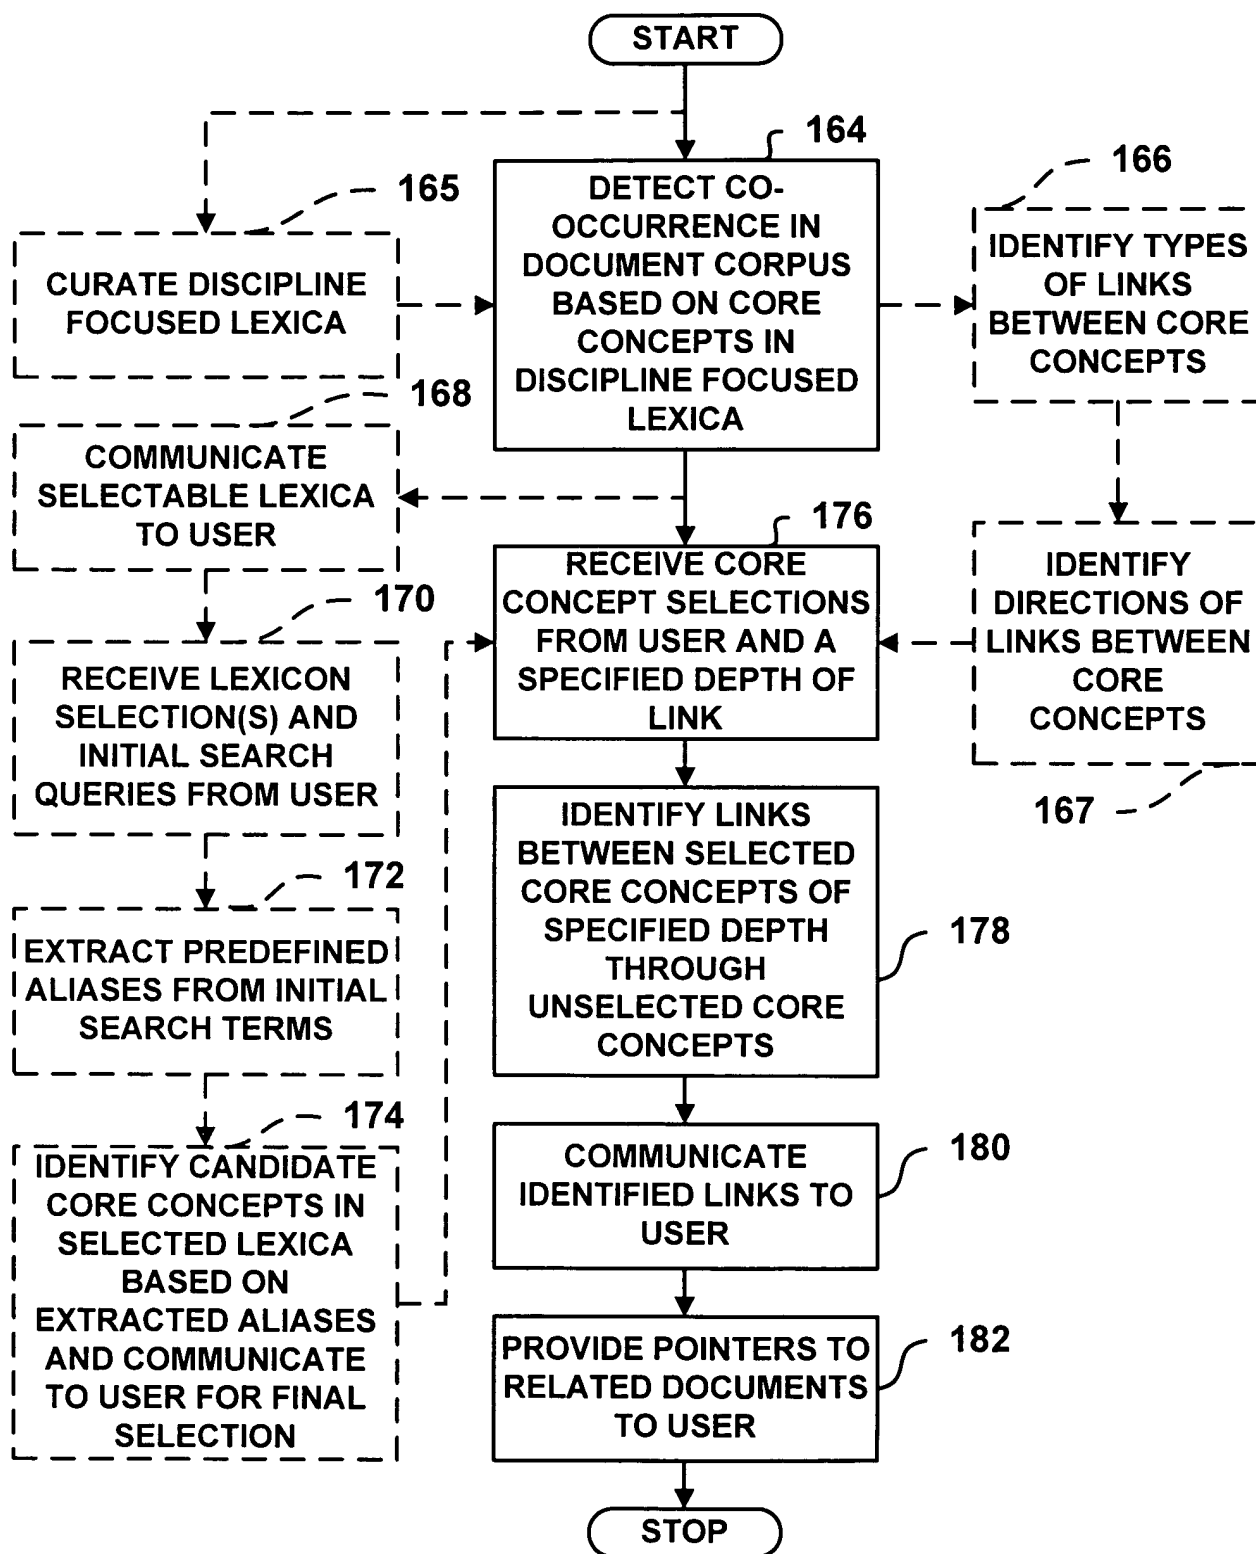 START
164
DETECT CO-
OCCURRENCE IN
DOCUMENT CORPUS
BASED ON CORE
CONCEPTS IN
DISCIPLINE FOCUSED
LEXICA
165
CURATE DISCIPLINE
FOCUSED LEXICA
166
IDENTIFY TYPES
OF LINKS
BETWEEN CORE
CONCEPTS
168
COMMUNICATE
SELECTABLE LEXICA
TO USER
176
RECEIVE CORE
CONCEPT SELECTIONS
FROM USER AND A
SPECIFIED DEPTH OF
LINK
IDENTIFY
DIRECTIONS OF
LINKS BETWEEN
CORE
CONCEPTS
167
170
RECEIVE LEXICON
SELECTION(S) AND
INITIAL SEARCH
QUERIES FROM USER
IDENTIFY LINKS
BETWEEN SELECTED
CORE CONCEPTS OF
SPECIFIED DEPTH
THROUGH
UNSELECTED CORE
CONCEPTS
178
172
EXTRACT PREDEFINED
ALIASES FROM INITIAL
SEARCH TERMS
174
IDENTIFY CANDIDATE
CORE CONCEPTS IN
SELECTED LEXICA
BASED ON
EXTRACTED ALIASES
AND COMMUNICATE
TO USER FOR FINAL
SELECTION
COMMUNICATE
IDENTIFIED LINKS TO
USER
180
PROVIDE POINTERS TO
RELATED DOCUMENTS
TO USER
182
STOP